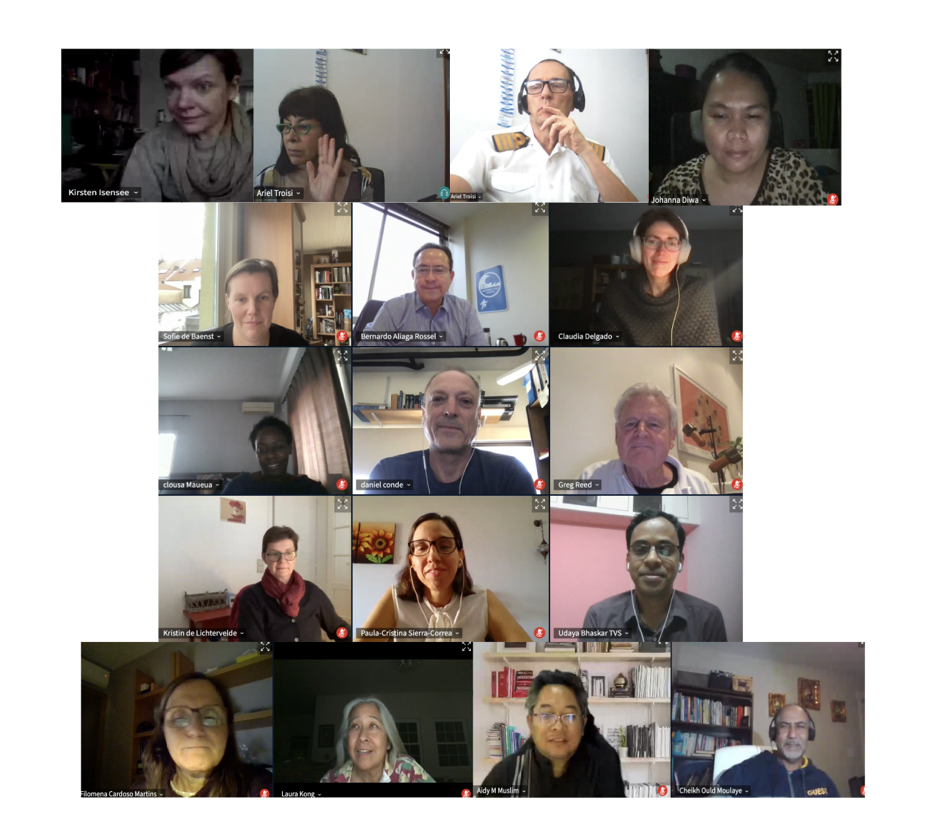 Kirsten Isensee
Ariel Troisi
Ariel Troisi
Johanna Diwa
Sofie de Baenst
Bernardo Aliaga Rossel
Claudia Delgado
clousa Maueua
daniel conde
Greg Reed
Kristin de Lichtervelde
Paula-Cristina Sierra-Correa
Udaya Bhaskar TVS
Filomena Cardoso Martins
Laura Kong
Aidy M Muslim
Cheikh Ould Moulaye
GUESS